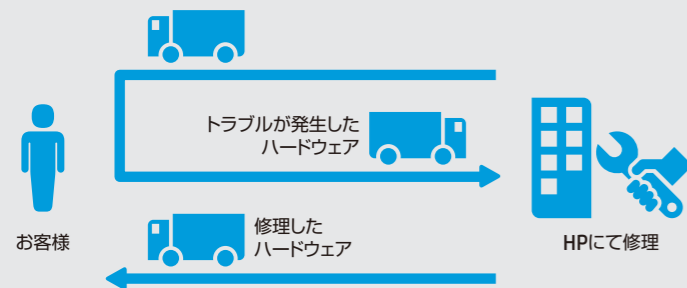 トラブルが発生した
ハードウェア
お客様
修理した
ハードウェア
HPにて修理